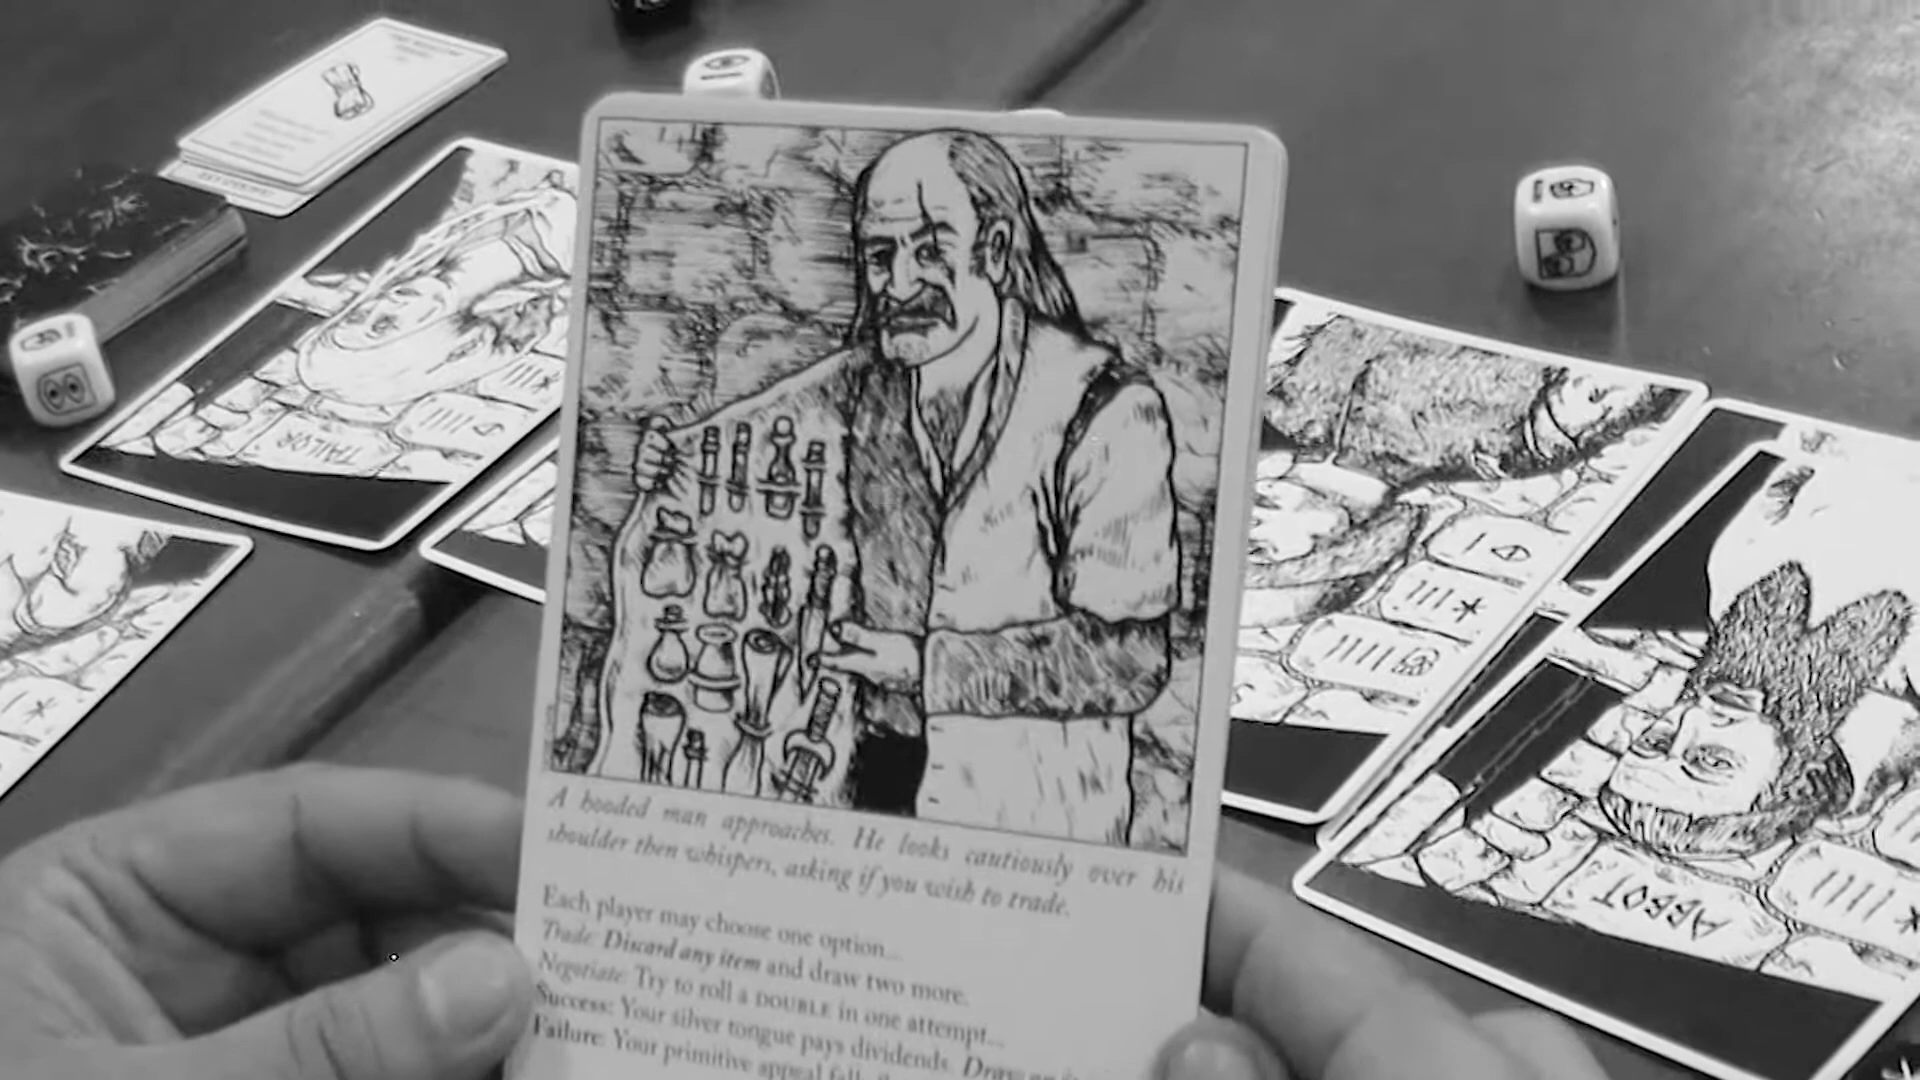 TAILOR
ABBOT
A hooded man approaches. He looks cautiously over his
shoulder then whispers, asking if you wish to trade.
Each player may choose one option...
Trade: Discard any item and draw two more.
Negotiate: Try to roll a DOUBLE in one attempt...
Success: Your silver tongue pays dividends. Draw an
Failure: Your primitive appeal